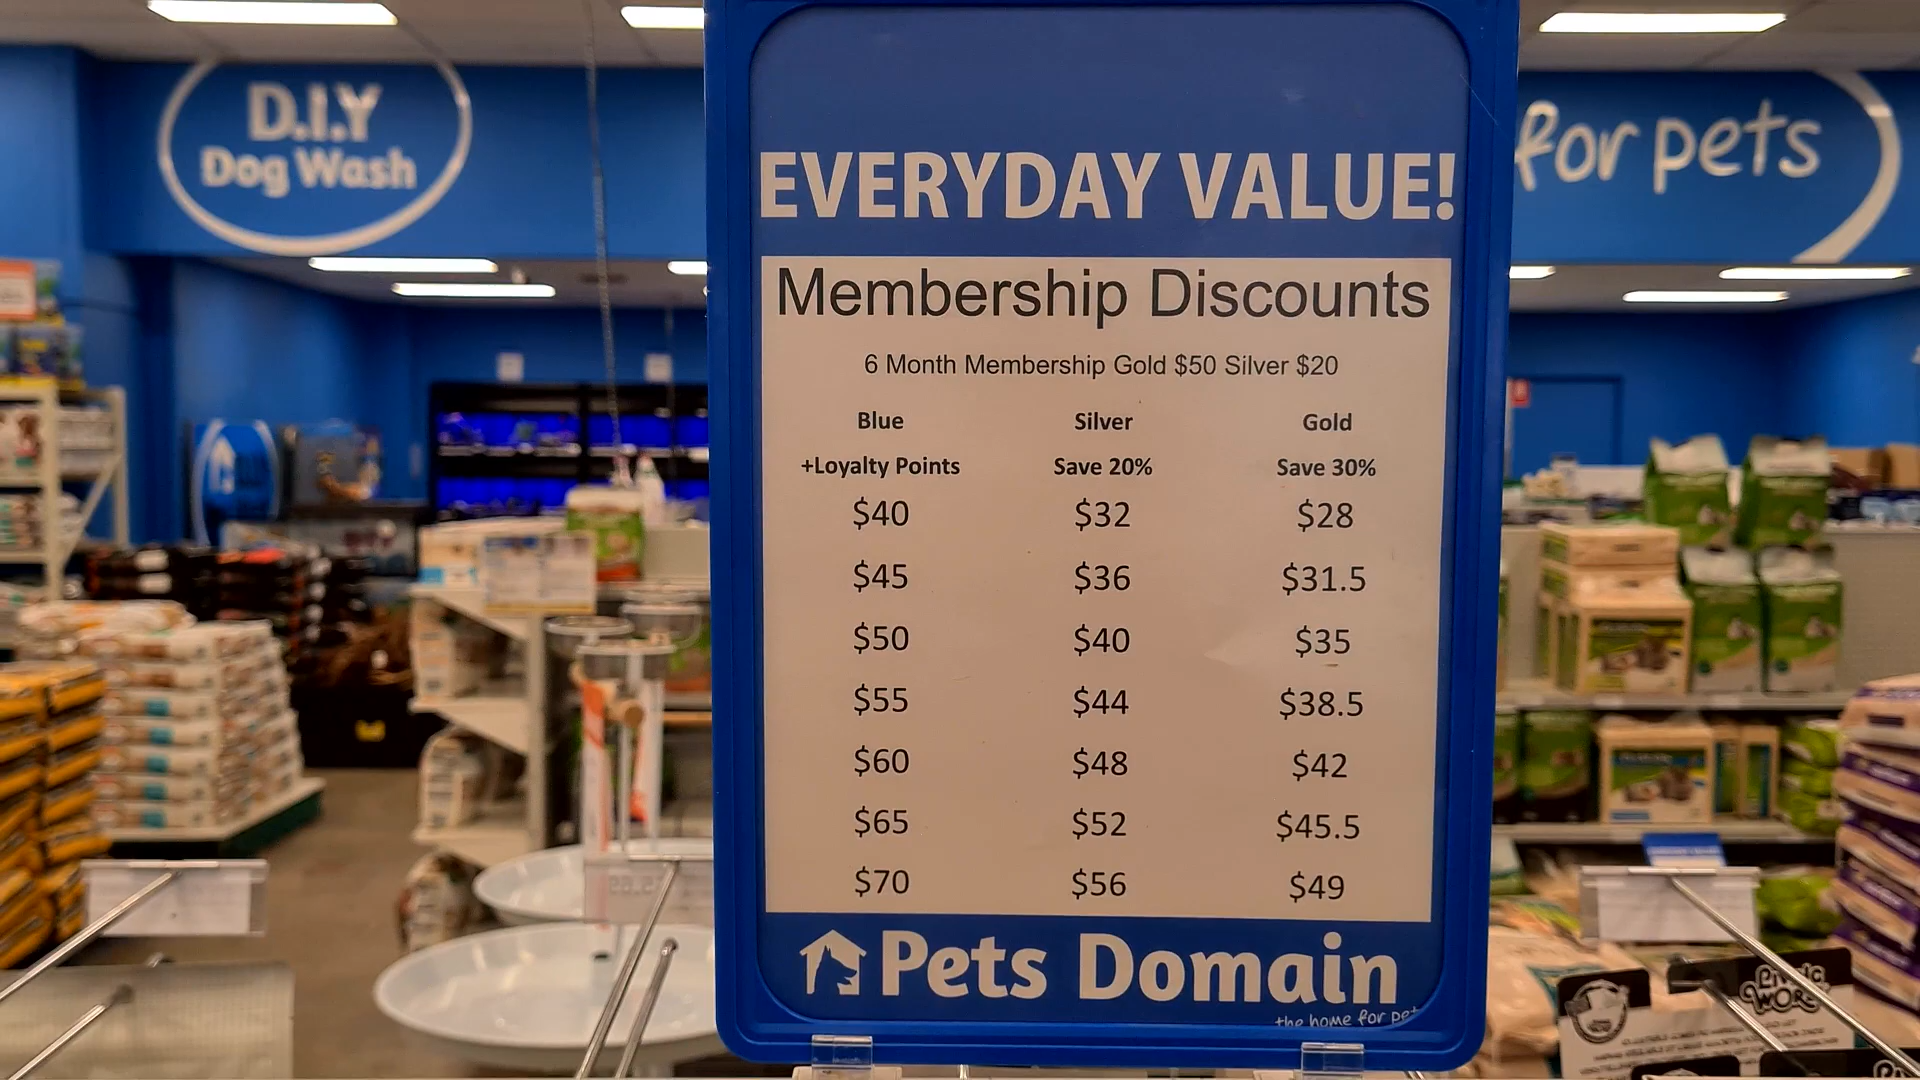 D.I.Y
Dog Wash
for pets
EVERYDAY VALUE!
Membership Discounts
6 Month Membership Gold $50 Silver $20
Blue Silver Gold
+Loyalty Points Save 20% Save 30%
$40 $32 $28
$45 $36 $31.5
$50 $40 $35
$55 $44 $38.5
$60 $48 $42
$65 $52 $45.5
$70 $56 $49
Pets Domain
the home for pet
LIVING
WORLD